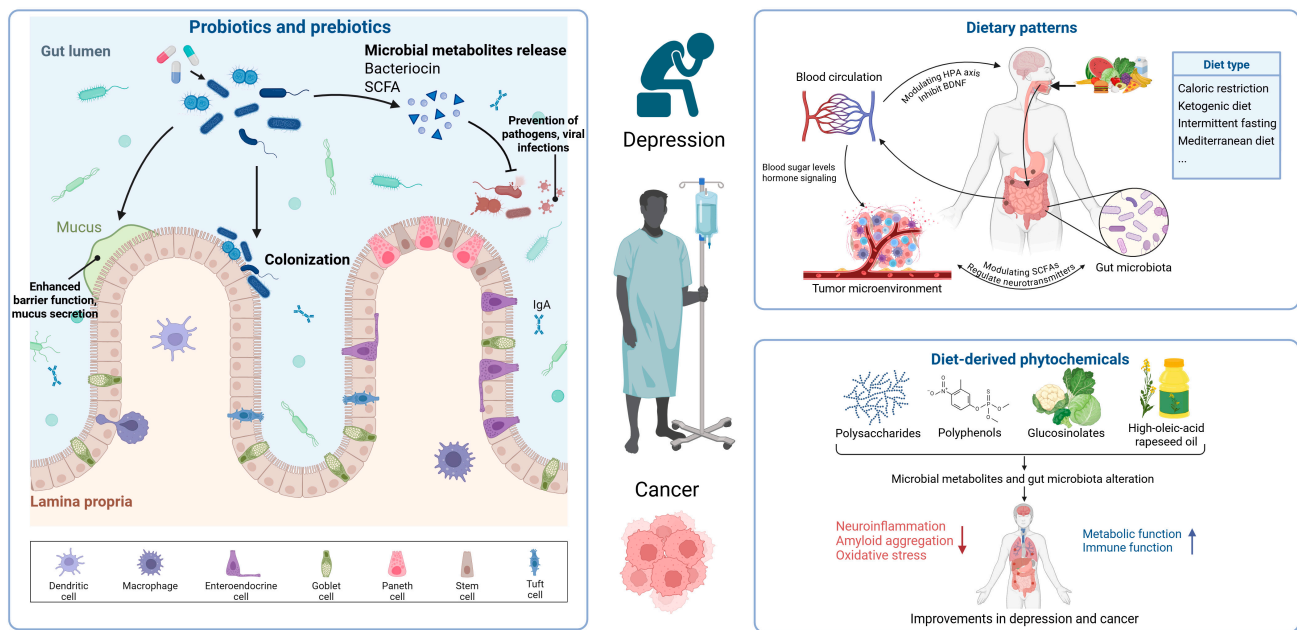 Probiotics and prebiotics
Gut lumen
Microbial metabolites release
Bacteriocin
SCFA
Prevention of
pathogens, viral
infections
Mucus
Colonization
Enhanced
barrier function,
mucus secretion
IgA
Lamina propria
Dendritic
cell
Macrophage
Enteroendocrine
cell
Goblet
cell
Paneth
cell
Stem
cell
Tuft
cell
Depression
Cancer
Dietary patterns
Blood circulation
Modulating HPA axis
Inhibit BDNF
Diet type
Caloric restriction
Ketogenic diet
Intermittent fasting
Mediterranean diet
...
Blood sugar levels
hormone signaling
Tumor microenvironment
Modulating SCFAs
Regulate neurotransmitters
Gut microbiota
Diet-derived phytochemicals
O
-O
N+
O
S
P
O
O
Polysaccharides
Polyphenols
Glucosinolates
High-oleic-acid
rapeseed oil
Microbial metabolites and gut microbiota alteration
Neuroinflammation
Amyloid aggregation
Oxidative stress
Metabolic function
Immune function
Improvements in depression and cancer